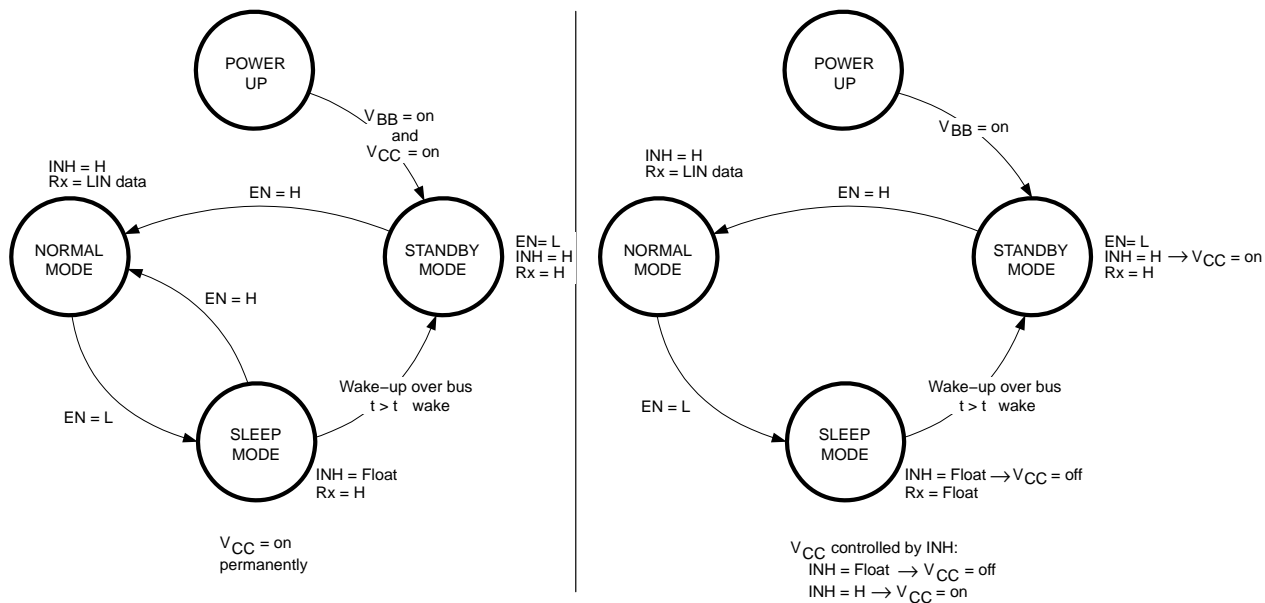 POWER
UP
V BB = on
and
V CC = on
INH = H
Rx = LIN data
EN = H
NORMAL
MODE
STANDBY
MODE
EN= L
INH = H
Rx = H
EN = H
Wake−up over bus
t > t wake
EN = L
SLEEP
MODE
INH = Float
Rx = H
V CC = on
permanently
POWER
UP
V BB = on
INH = H
Rx = LIN data
EN = H
NORMAL
MODE
STANDBY
MODE
EN= L
INH = H → V CC = on
Rx = H
Wake−up over bus
t > t wake
EN = L
SLEEP
MODE
INH = Float → V CC = off
Rx = Float
V CC controlled by INH:
INH = Float → V CC = off
INH = H → V CC = on